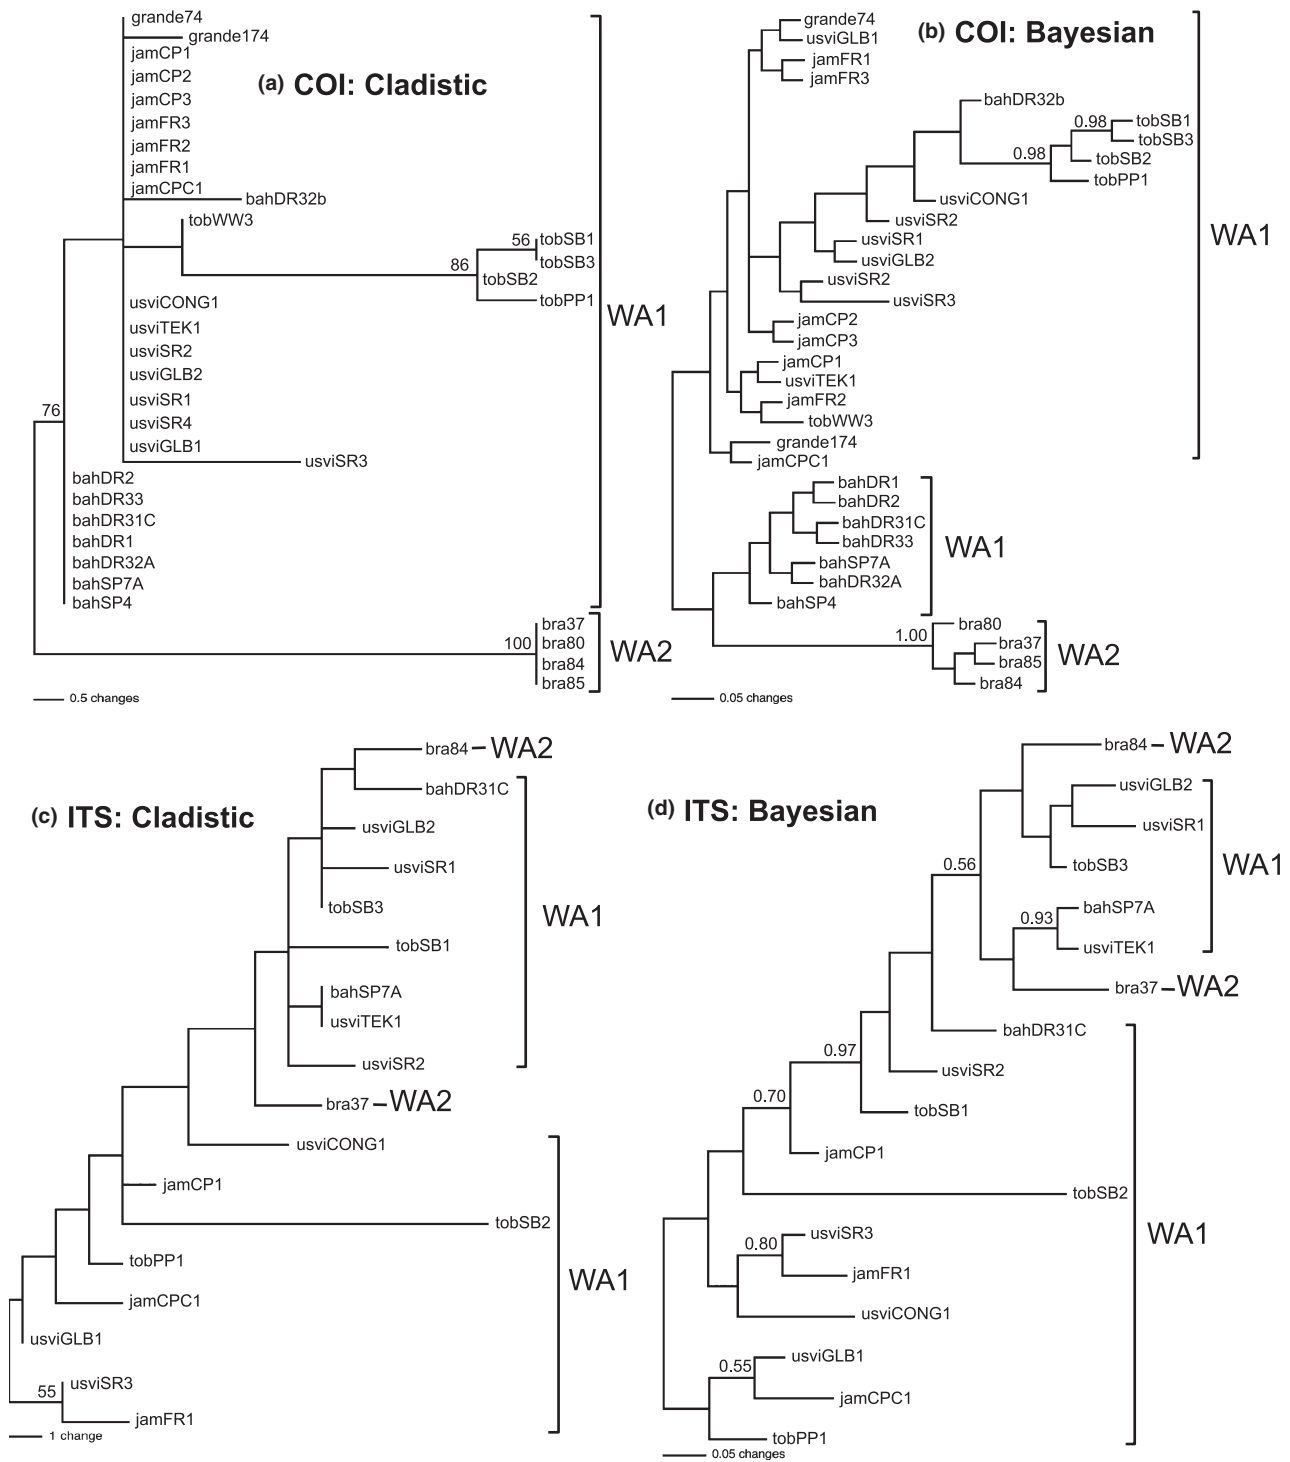 (a) COI: Cladistic
grande74
grande174
jamCP1
jamCP2
jamCP3
jamFR3
jamFR2
jamFR1
jamCPC1
bahDR32b
tobWW3
56
tobSB1
tobSB3
86
tobSB2
tobPP1
usviCONG1
usviTEK1
usviSR2
usviGLB2
usviSR1
usviSR4
usviGLB1
usviSR3
WA1
76
bahDR2
bahDR33
bahDR31C
bahDR1
bahDR32A
bahSP7A
bahSP4
100
bra37
bra80
bra84
bra85
WA2
0.5 changes
(b) COI: Bayesian
grande74
usviGLB1
jamFR1
jamFR3
bahDR32b
0.98
tobSB1
tobSB3
0.98
tobSB2
tobPP1
usviCONG1
usviSR2
usviSR1
usviGLB2
usviSR2
usviSR3
jamCP2
jamCP3
jamCP1
usviTEK1
jamFR2
tobWW3
grande174
jamCPC1
WA1
bahDR1
bahDR2
bahDR31C
bahDR33
bahSP7A
bahDR32A
bahSP4
WA1
1.00
bra80
bra37
bra85
bra84
WA2
0.05 changes
(c) ITS: Cladistic
bra84
WA2
bahDR31C
usviGLB2
usviSR1
tobSB3
tobSB1
bahSP7A
usviTEK1
usviSR2
WA1
bra37
WA2
usviCONG1
jamCP1
tobSB2
tobPP1
jamCPC1
usviGLB1
55
usviSR3
jamFR1
WA1
1 change
(d) ITS: Bayesian
bra84
WA2
usviGLB2
usviSR1
tobSB3
0.56
0.93
bahSP7A
usviTEK1
WA1
bra37
WA2
bahDR31C
usviSR2
0.97
tobSB1
0.70
jamCP1
tobSB2
0.80
usviSR3
jamFR1
usviCONG1
0.55
usviGLB1
jamCPC1
tobPP1
WA1
0.05 changes